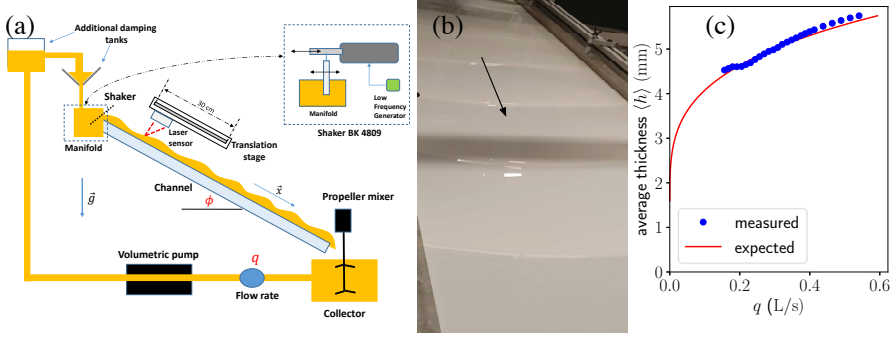 (a)
Additional damping
tanks
Shaker
Manifold
30 cm
Laser
sensor
Translation
stage
Channel
x⃗
ϕ
g⃗
Propeller mixer
Volumetric pump
q
Flow rate
Collector
Manifold
Low
Frequency
Generator
Shaker BK 4809
(b)
(c)
average thickness ⟨h⟩ (mm)
5
4
3
2
1
0
measured
expected
0.0 0.2 0.4 0.6
q (L/s)